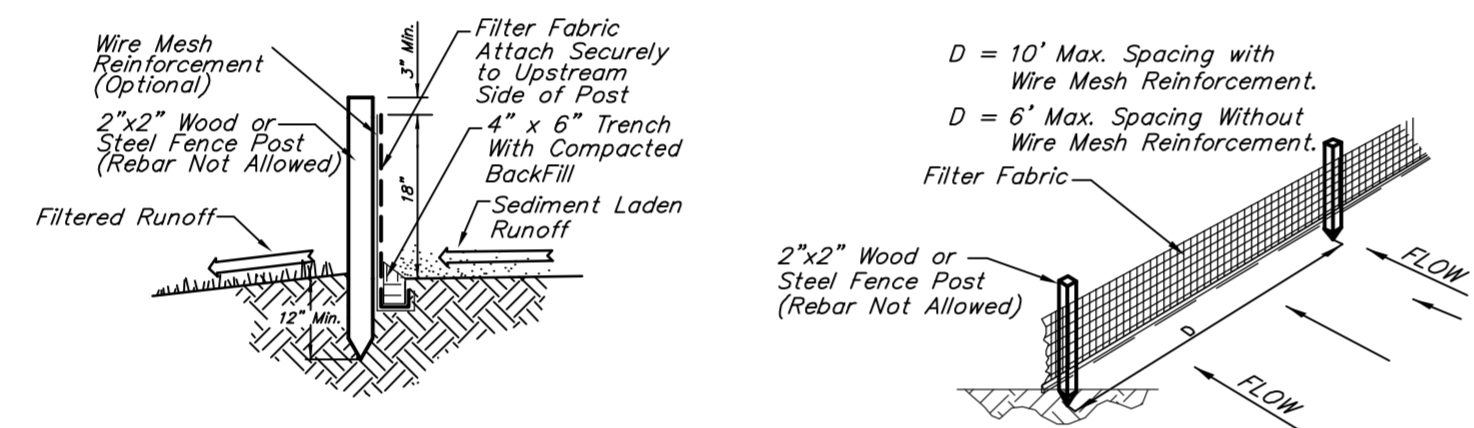 Wire Mesh
Reinforcement
(Optional)
2"x2" Wood or
Steel Fence Post
(Rebar Not Allowed)
Filtered Runoff
12" Min.
3" Min.
18"
Filter Fabric
Attach Securely
to Upstream
Side of Post
4" x 6" Trench
With Compacted
BackFill
Sediment Laden
Runoff
D = 10' Max. Spacing with
Wire Mesh Reinforcement.
D = 6' Max. Spacing Without
Wire Mesh Reinforcement.
Filter Fabric
2"x2" Wood or
Steel Fence Post
(Rebar Not Allowed)
D
FLOW
FLOW